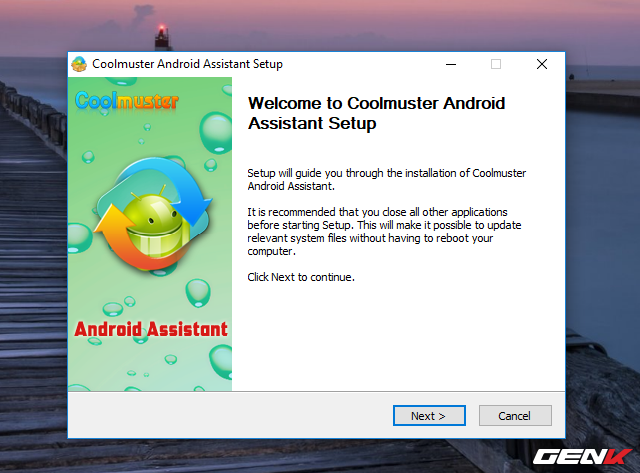 Coolmuster Android Assistant Setup
Coolmuster
Android Assistant
Welcome to Coolmuster Android
Assistant Setup
Setup will guide you through the installation of Coolmuster
Android Assistant.
It is recommended that you close all other applications
before starting Setup. This will make it possible to update
relevant system files without having to reboot your
computer.
Click Next to continue.
Next >
Cancel
GENK